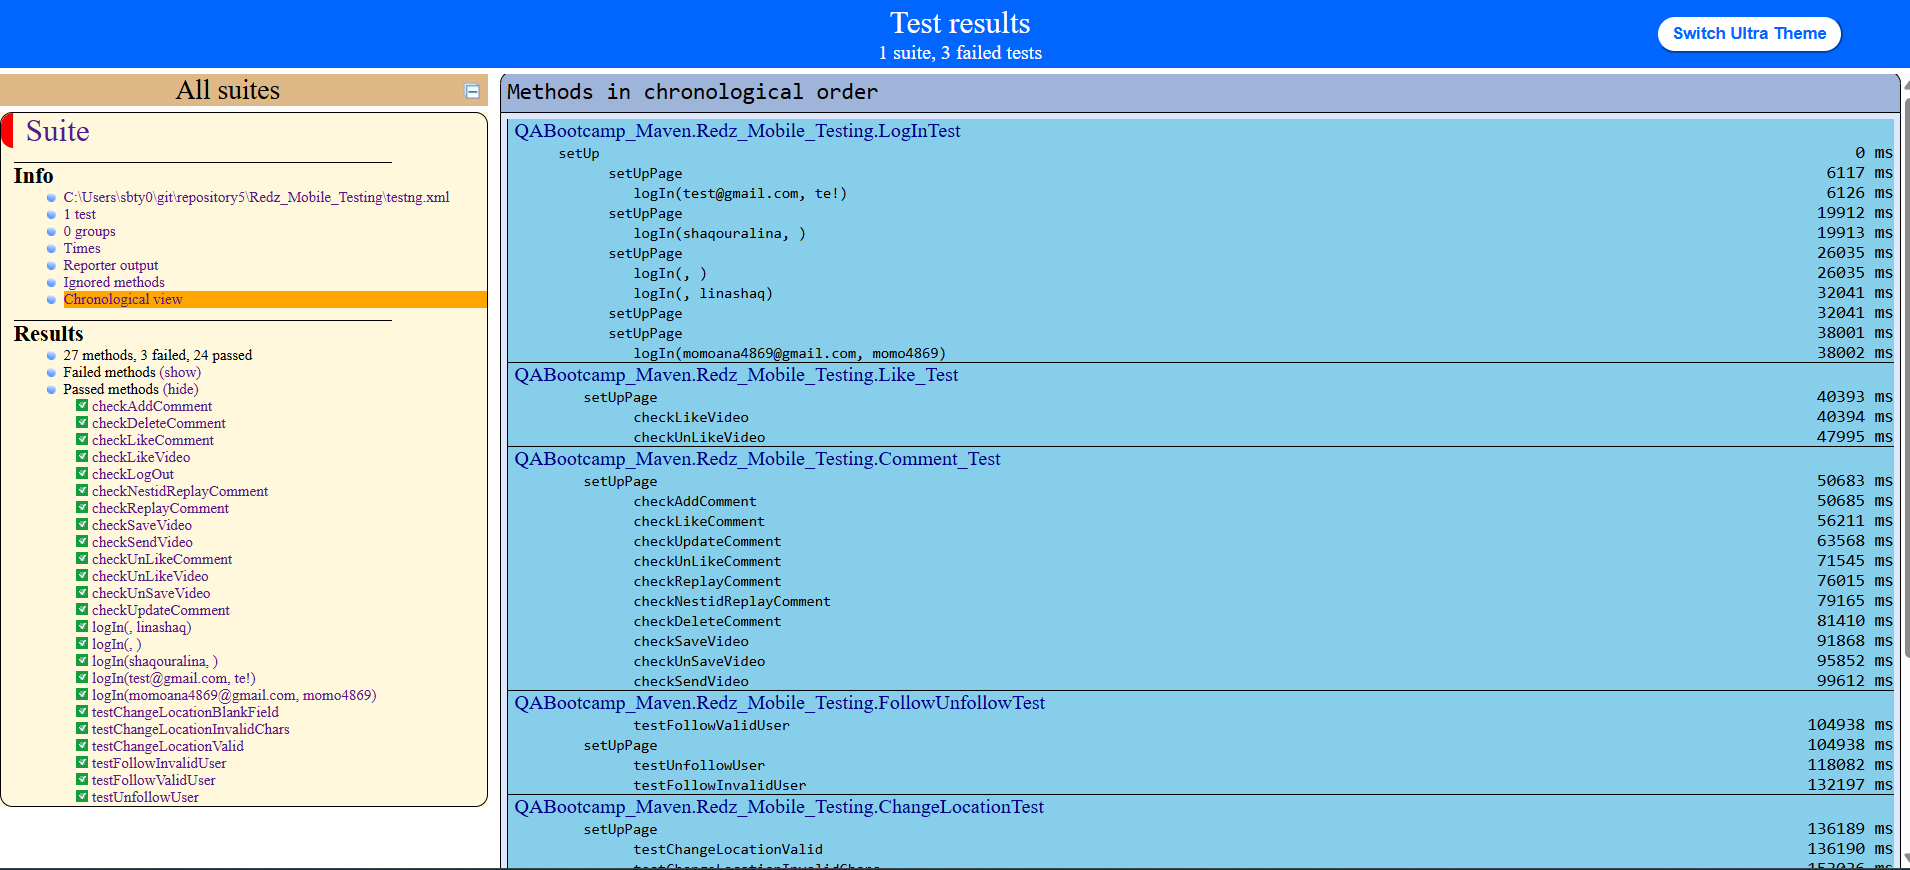 Test results
1 suite, 3 failed tests
Switch Ultra Theme
All suites
Suite
Info
C:\Users\sbty0\git\repository5\Redz_Mobile_Testing\testng.xml
1 test
0 groups
Times
Reporter output
Ignored methods
Chronological view
Results
27 methods, 3 failed, 24 passed
Failed methods (show)
Passed methods (hide)
checkAddComment
checkDeleteComment
checkLikeComment
checkLikeVideo
checkLogOut
checkNestidReplayComment
checkReplayComment
checkSaveVideo
checkSendVideo
checkUnLikeComment
checkUnLikeVideo
checkUnSaveVideo
checkUpdateComment
logIn(, linashaq)
logIn(, )
logIn(shaqouralina, )
logIn(test@gmail.com, te!)
logIn(momoana4869@gmail.com, momo4869)
testChangeLocationBlankField
testChangeLocationInvalidChars
testChangeLocationValid
testFollowInvalidUser
testFollowValidUser
testUnfollowUser
Methods in chronological order
QABootcamp_Maven.Redz_Mobile_Testing.LogInTest
setUp 0 ms
setUpPage 6117 ms
logIn(test@gmail.com, te!) 6126 ms
setUpPage 19912 ms
logIn(shaqouralina, ) 19913 ms
setUpPage 26035 ms
logIn(, ) 26035 ms
logIn(, linashaq) 32041 ms
setUpPage 32041 ms
setUpPage 38001 ms
logIn(momoana4869@gmail.com, momo4869) 38002 ms
QABootcamp_Maven.Redz_Mobile_Testing.Like_Test
setUpPage 40393 ms
checkLikeVideo 40394 ms
checkUnLikeVideo 47995 ms
QABootcamp_Maven.Redz_Mobile_Testing.Comment_Test
setUpPage 50683 ms
checkAddComment 50685 ms
checkLikeComment 56211 ms
checkUpdateComment 63568 ms
checkUnLikeComment 71545 ms
checkReplayComment 76015 ms
checkNestidReplayComment 79165 ms
checkDeleteComment 81410 ms
checkSaveVideo 91868 ms
checkUnSaveVideo 95852 ms
checkSendVideo 99612 ms
QABootcamp_Maven.Redz_Mobile_Testing.FollowUnfollowTest
testFollowValidUser 104938 ms
setUpPage 104938 ms
testUnfollowUser 118082 ms
testFollowInvalidUser 132197 ms
QABootcamp_Maven.Redz_Mobile_Testing.ChangeLocationTest
setUpPage 136189 ms
testChangeLocationValid 136190 ms
testChangeLocationInvalidChars ms